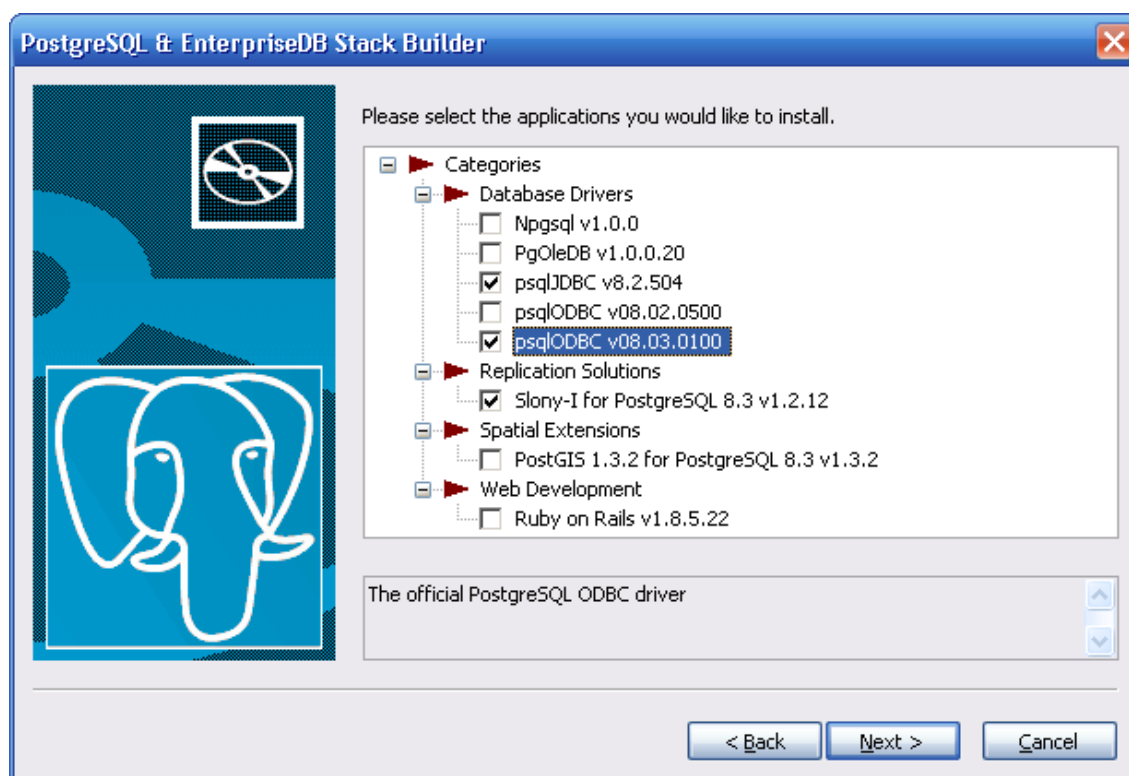 PostgreSQL & EnterpriseDB Stack Builder
Please select the applications you would like to install.
Categories
Database Drivers
Npgsql v1.0.0
PgOleDB v1.0.0.20
psqlJDBC v8.2.504
psqlODBC v08.02.0500
psqlODBC v08.03.0100
Replication Solutions
Slony-I for PostgreSQL 8.3 v1.2.12
Spatial Extensions
PostGIS 1.3.2 for PostgreSQL 8.3 v1.3.2
Web Development
Ruby on Rails v1.8.5.22
The official PostgreSQL ODBC driver
< Back Next > Cancel